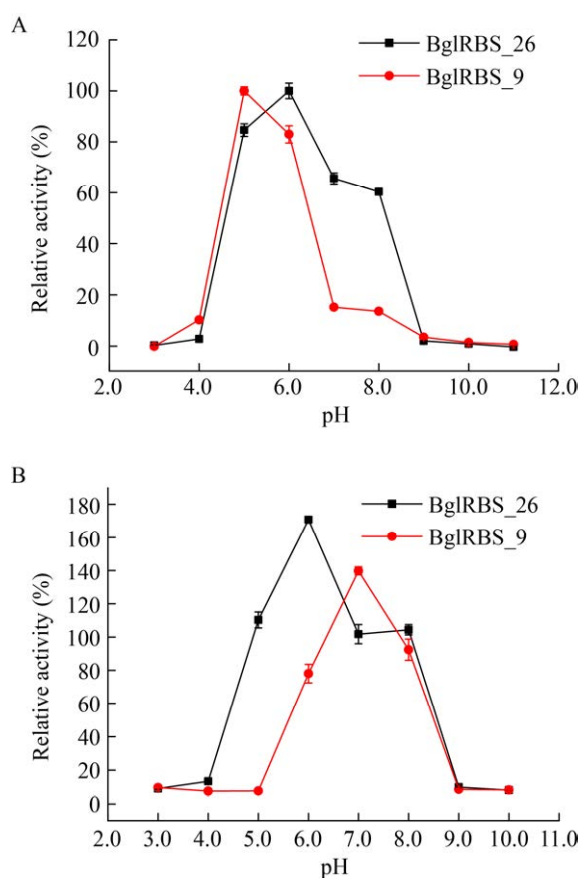 A
120
100
80
60
40
20
0
Relative activity (%)
BglRBS_26
BglRBS_9
2.0 4.0 6.0 8.0 10.0 12.0
pH
B
180
160
140
120
100
80
60
40
20
0
Relative activity (%)
BglRBS_26
BglRBS_9
2.0 3.0 4.0 5.0 6.0 7.0 8.0 9.0 10.0 11.0
pH